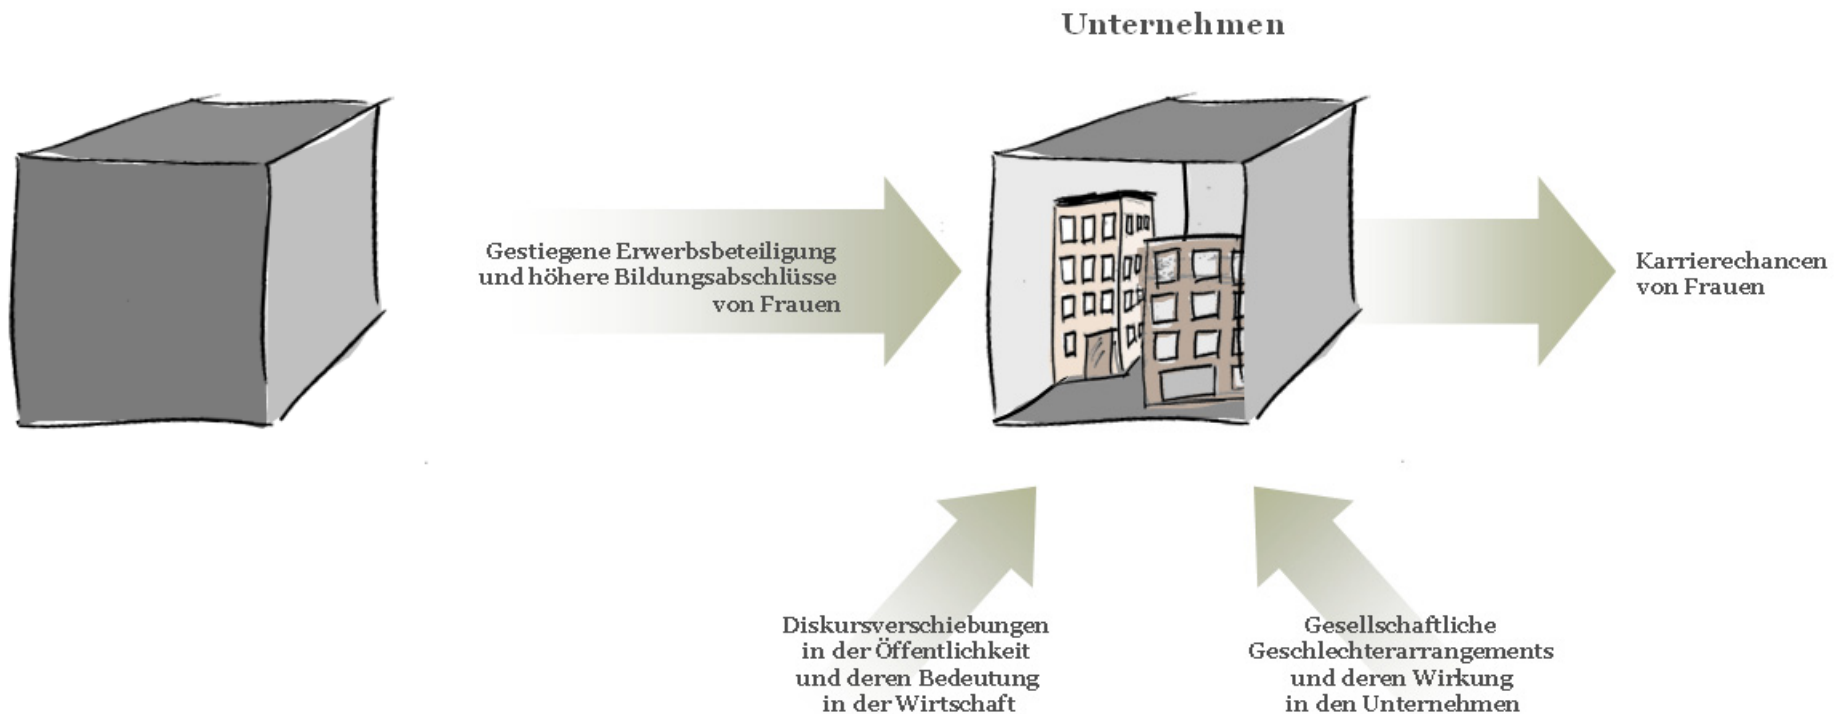 Unternehmen
Gestiegene Erwerbsbeteiligung
und höhere Bildungsabschlüsse
von Frauen
Karrierechancen
von Frauen
Diskursverschiebungen
in der Öffentlichkeit
und deren Bedeutung
in der Wirtschaft
Gesellschaftliche
Geschlechterarrangements
und deren Wirkung
in den Unternehmen